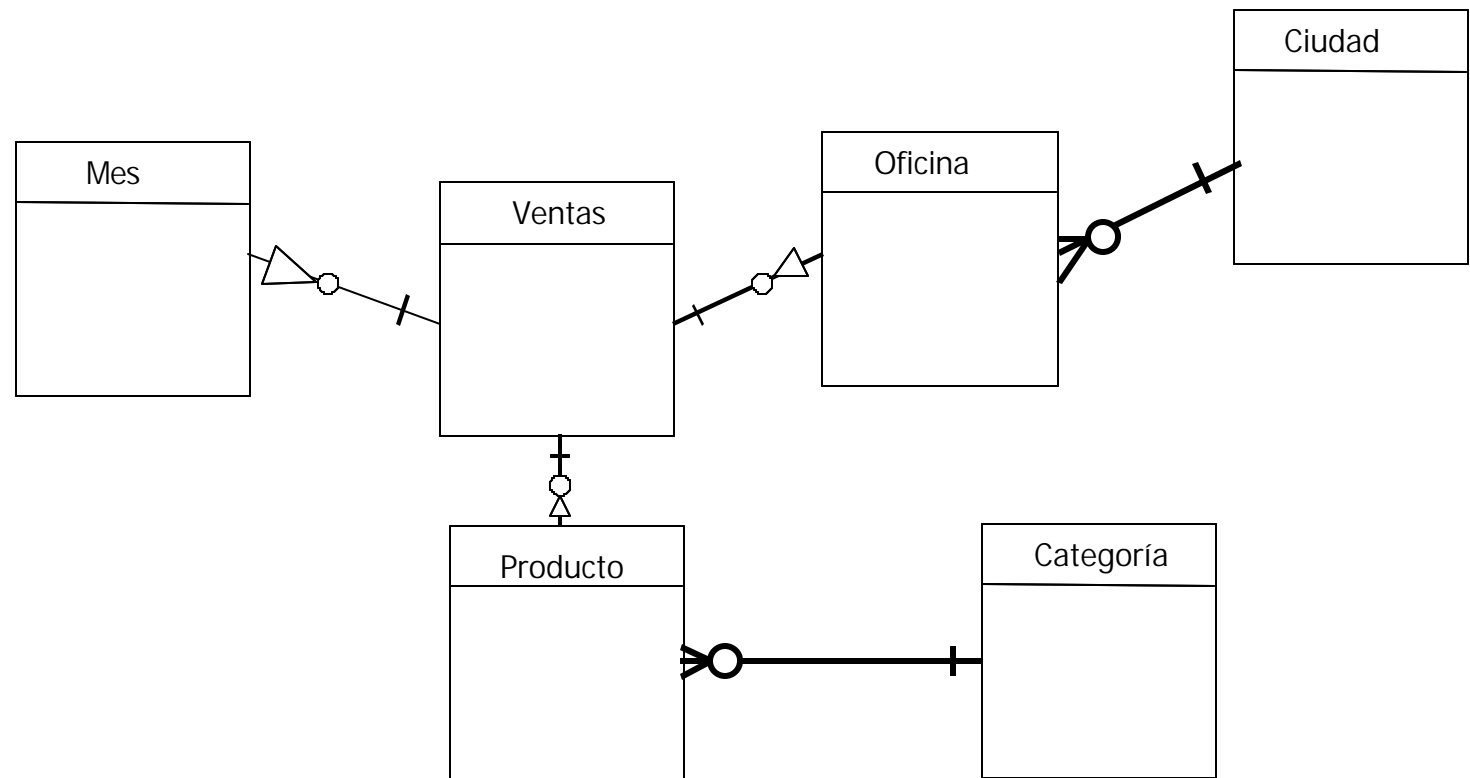 Ciudad
Mes
Oficina
Ventas
Producto
Categoría